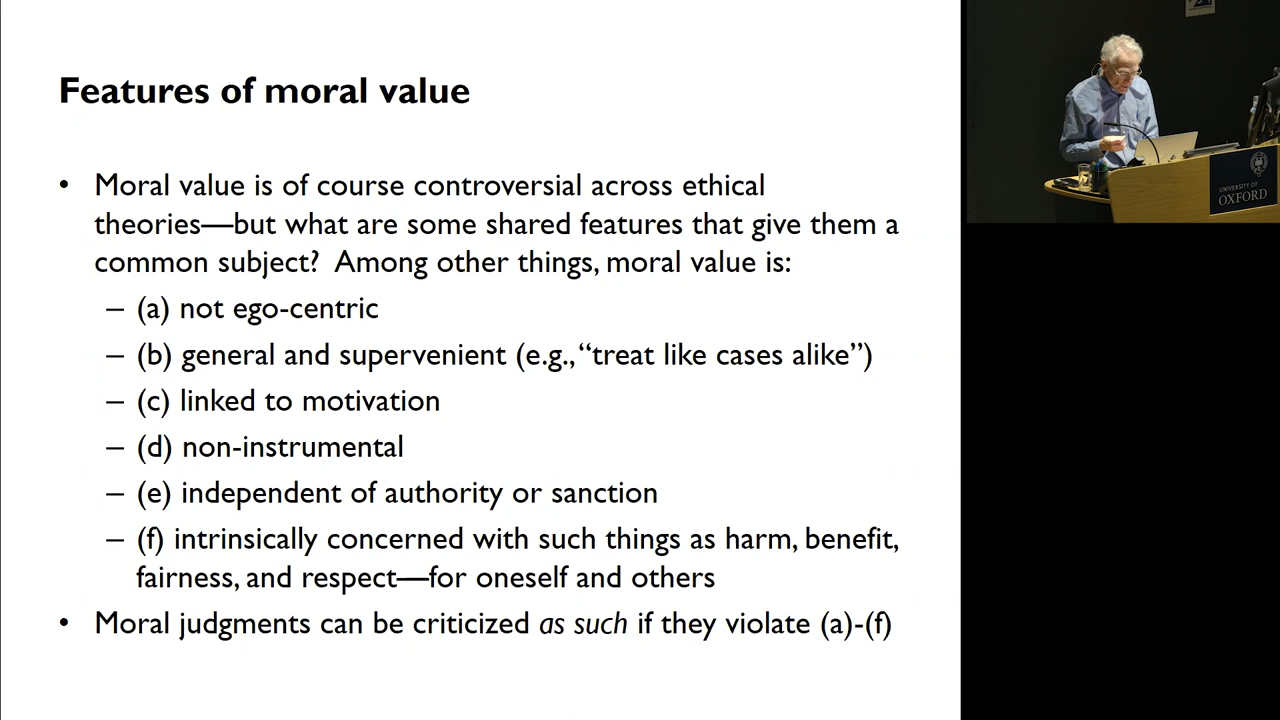 Features of moral value
• Moral value is of course controversial across ethical
theories—but what are some shared features that give them a
common subject? Among other things, moral value is:
– (a) not ego-centric
– (b) general and supervenient (e.g., “treat like cases alike”)
– (c) linked to motivation
– (d) non-instrumental
– (e) independent of authority or sanction
– (f) intrinsically concerned with such things as harm, benefit,
fairness, and respect—for oneself and others
• Moral judgments can be criticized as such if they violate (a)-(f)
UNIVERSITY OF
OXFORD